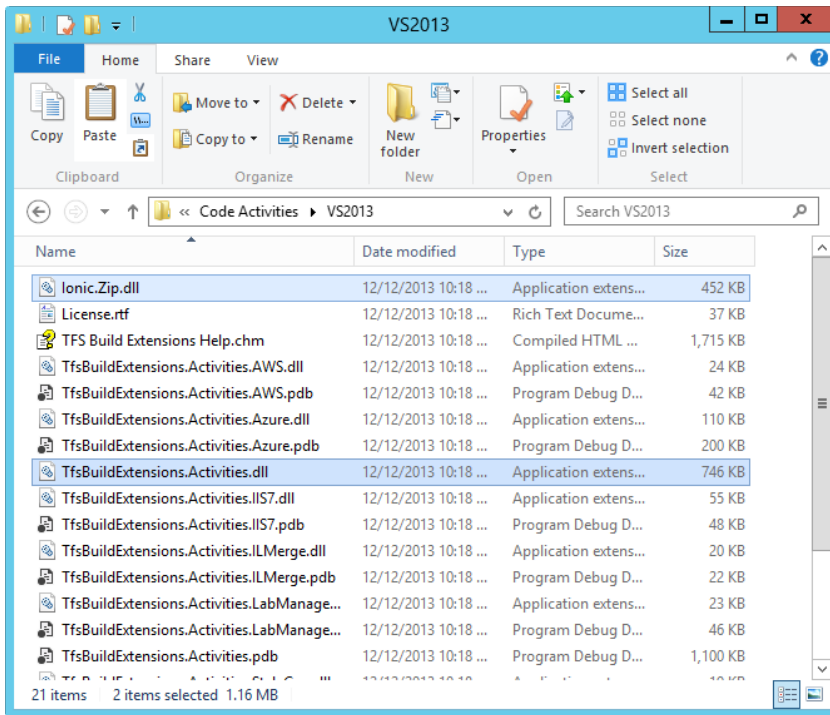 VS2013
File Home Share View
Copy
Paste
Move to
Copy to
Delete
Rename
New folder
Properties
Select all
Select none
Invert selection
Clipboard Organize New Open Select
« Code Activities VS2013 Search VS2013
Name Date modified Type Size
Ionic.Zip.dll 12/12/2013 10:18 ... Application extens... 452 KB
License.rtf 12/12/2013 10:18 ... Rich Text Docume... 37 KB
TFS Build Extensions Help.chm 12/12/2013 10:18 ... Compiled HTML ... 1,715 KB
TfsBuildExtensions.Activities.AWS.dll 12/12/2013 10:18 ... Application extens... 24 KB
TfsBuildExtensions.Activities.AWS.pdb 12/12/2013 10:18 ... Program Debug D... 42 KB
TfsBuildExtensions.Activities.Azure.dll 12/12/2013 10:18 ... Application extens... 110 KB
TfsBuildExtensions.Activities.Azure.pdb 12/12/2013 10:18 ... Program Debug D... 200 KB
TfsBuildExtensions.Activities.dll 12/12/2013 10:18 ... Application extens... 746 KB
TfsBuildExtensions.Activities.IIS7.dll 12/12/2013 10:18 ... Application extens... 55 KB
TfsBuildExtensions.Activities.IIS7.pdb 12/12/2013 10:18 ... Program Debug D... 48 KB
TfsBuildExtensions.Activities.ILMerge.dll 12/12/2013 10:18 ... Application extens... 20 KB
TfsBuildExtensions.Activities.ILMerge.pdb 12/12/2013 10:18 ... Program Debug D... 22 KB
TfsBuildExtensions.Activities.LabManage... 12/12/2013 10:18 ... Application extens... 23 KB
TfsBuildExtensions.Activities.LabManage... 12/12/2013 10:18 ... Program Debug D... 46 KB
TfsBuildExtensions.Activities.pdb 12/12/2013 10:18 ... Program Debug D... 1,100 KB
21 items 2 items selected 1.16 MB